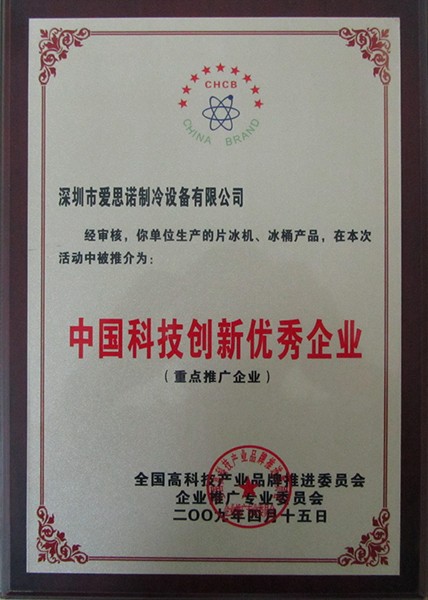 CHCB
CHINA BRAND
深圳市爱思诺制冷设备有限公司
经审核，你单位生产的片冰机、冰桶产品，在本次
活动中被推介为：
中国科技创新优秀企业
（重点推广企业）
全国高科技产业品牌推进委员会
企业推广专业委员会
二〇〇九年四月十五日